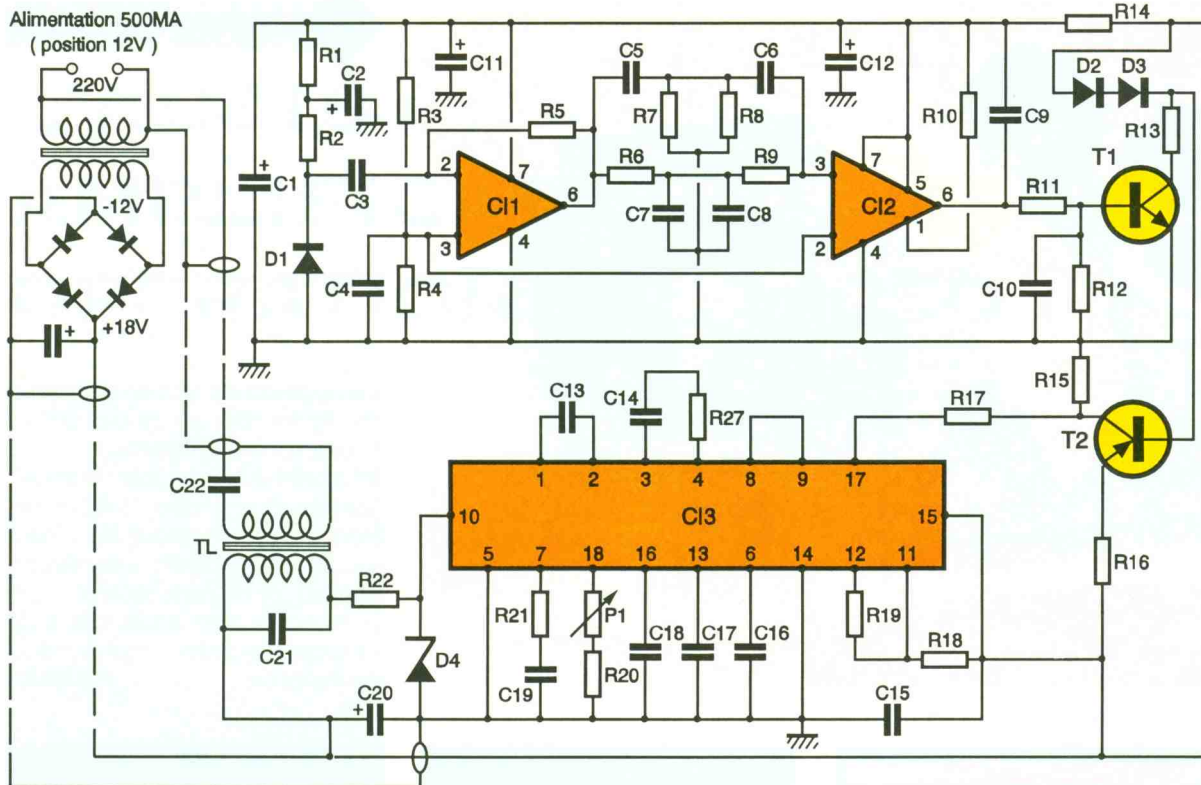 Alimentation 500MA
( position 12V)
220V
-12V
+18V
R1
C2
+
R2
C1
+
D1
C3
C4
R3
R4
C11
+
R5
2
3
7
4
6
CI1
C5
C6
R7
R8
R6
R9
C7
C8
C12
+
3
2
7
5
6
1
4
CI2
R10
C9
R14
D2
D3
R13
T1
R11
C10
R12
R15
R17
T2
R16
C13
C14
R27
1
2
3
4
8
9
17
10
CI3
15
5
7
18
16
13
6
14
12
11
C22
TL
R22
C21
D4
C20
+
R21
C19
P1
R20
C18
C17
C16
R19
R18
C15
+